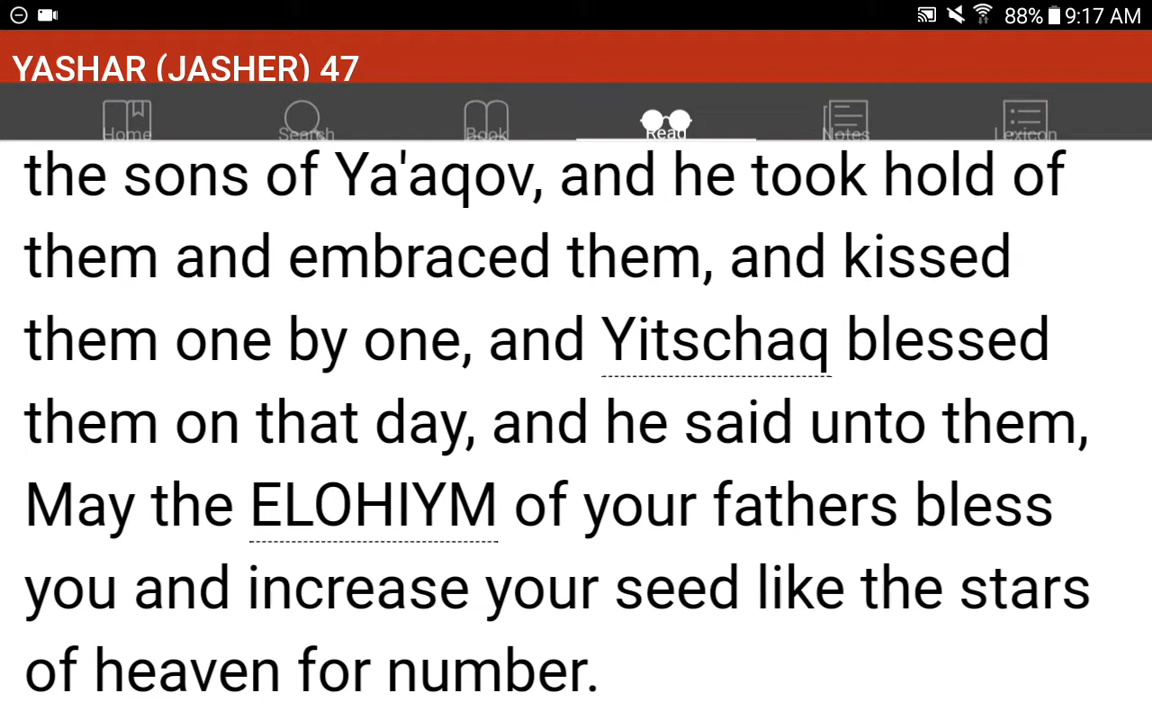 88% 9:17 AM
YASHAR (JASHER) 47
Home Search Book Read Notes Lexicon
the sons of Ya'aqov, and he took hold of
them and embraced them, and kissed
them one by one, and Yitschaq blessed
them on that day, and he said unto them,
May the ELOHIYM of your fathers bless
you and increase your seed like the stars
of heaven for number.